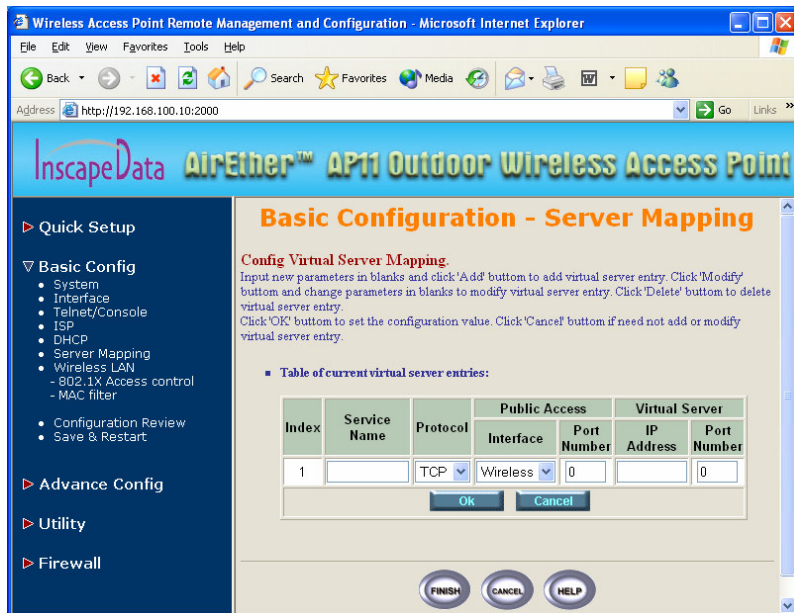 Wireless Access Point Remote Management and Configuration - Microsoft Internet Explorer
File Edit View Favorites Tools Help
Back Search Favorites Media
Address http://192.168.100.10:2000 Go Links »
InscapeData AirEther™ AP11 Outdoor Wireless Access Point
Quick Setup
Basic Config
System
Interface
Telnet/Console
ISP
DHCP
Server Mapping
Wireless LAN
- 802.1X Access control
- MAC filter
Configuration Review
Save & Restart
Advance Config
Utility
Firewall
Basic Configuration - Server Mapping
Config Virtual Server Mapping.
Input new parameters in blanks and click 'Add' buttom to add virtual server entry. Click 'Modify'
buttom and change parameters in blanks to modify virtual server entry. Click 'Delete' buttom to delete
virtual server entry.
Click 'OK' buttom to set the configuration value. Click 'Cancel' buttom if need not add or modify
virtual server entry.
Table of current virtual server entries:
Index Service Name Protocol Public Access Virtual Server
Interface Port Number IP Address Port Number
1 TCP Wireless 0 0
Ok Cancel
FINISH CANCEL HELP